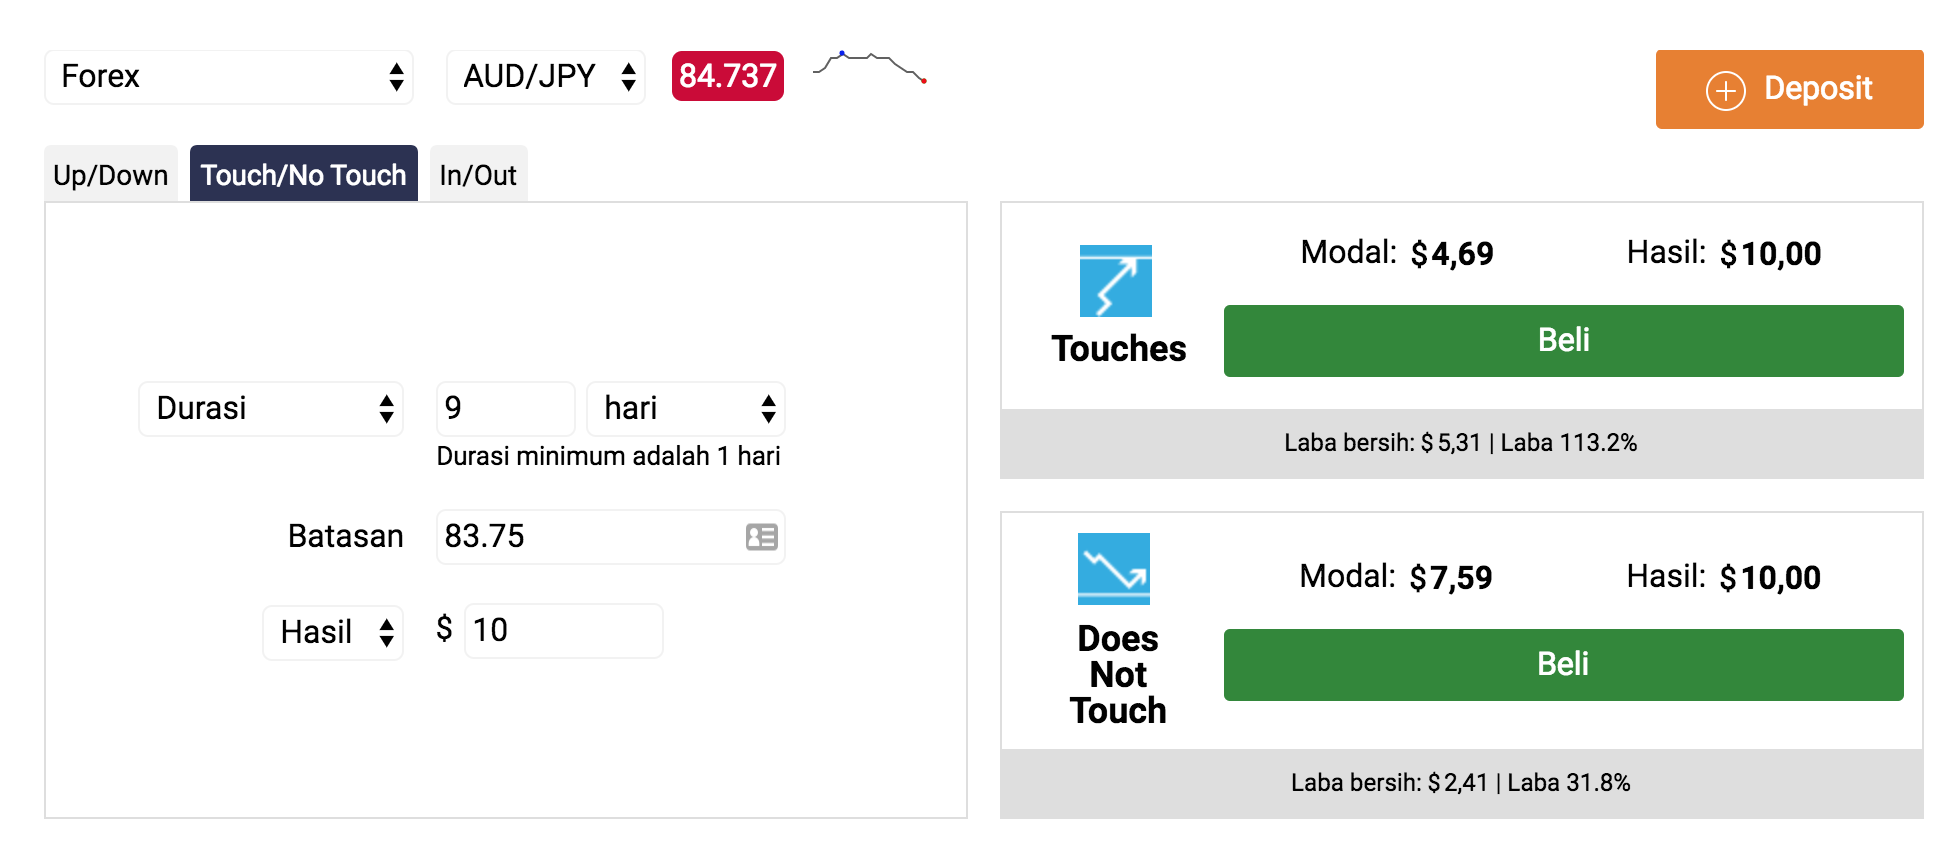 Forex
AUD/JPY
84.737
Deposit
Up/Down
Touch/No Touch
In/Out
Durasi
9
hari
Durasi minimum adalah 1 hari
Batasan
83.75
Hasil
$
10
Modal: $4,69
Hasil: $10,00
Touches
Beli
Laba bersih: $5,31 | Laba 113.2%
Modal: $7,59
Hasil: $10,00
Does
Not
Touch
Beli
Laba bersih: $2,41 | Laba 31.8%